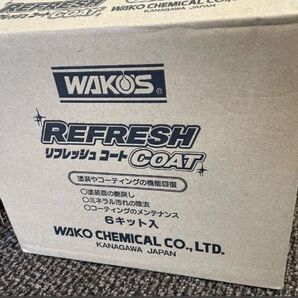 REFRESH
WAKO CHEMICAL CO.,
KANAGAWA JAPAN
WAKO'S®
REFRESH
リフレッシュ コート COAT
塗装やコーティングの機能回復
○塗装面の艶戻し
○ミネラル汚れの除去
○コーティングのメンテナンス
6キット入
WAKO CHEMICAL CO.,LTD.
KANAGAWA JAPAN